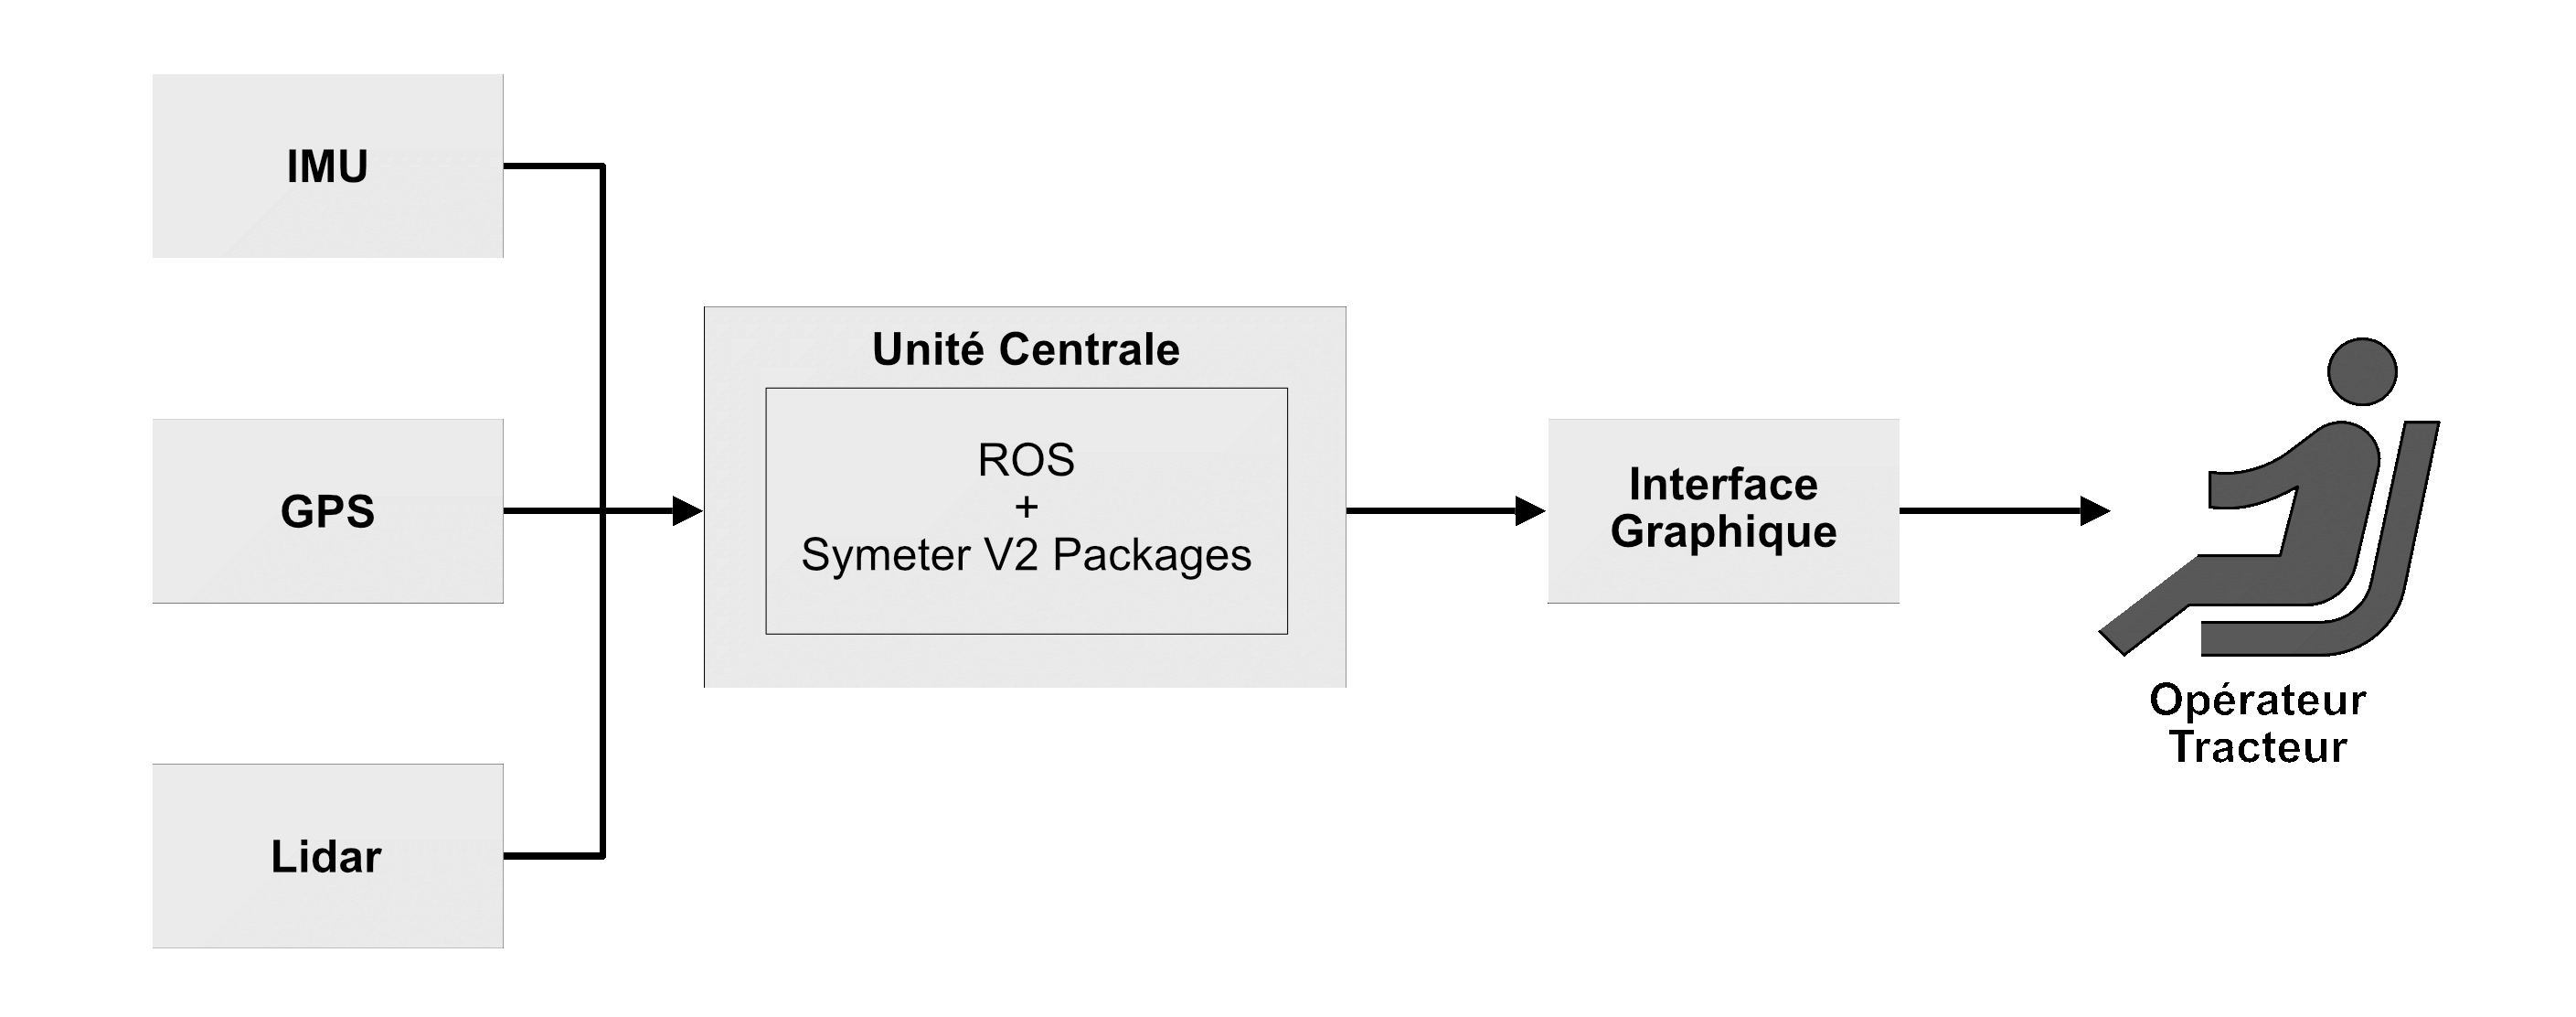 IMU
GPS
Lidar
Unité Centrale
ROS
+
Symeter V2 Packages
Interface
Graphique
Opérateur
Tracteur